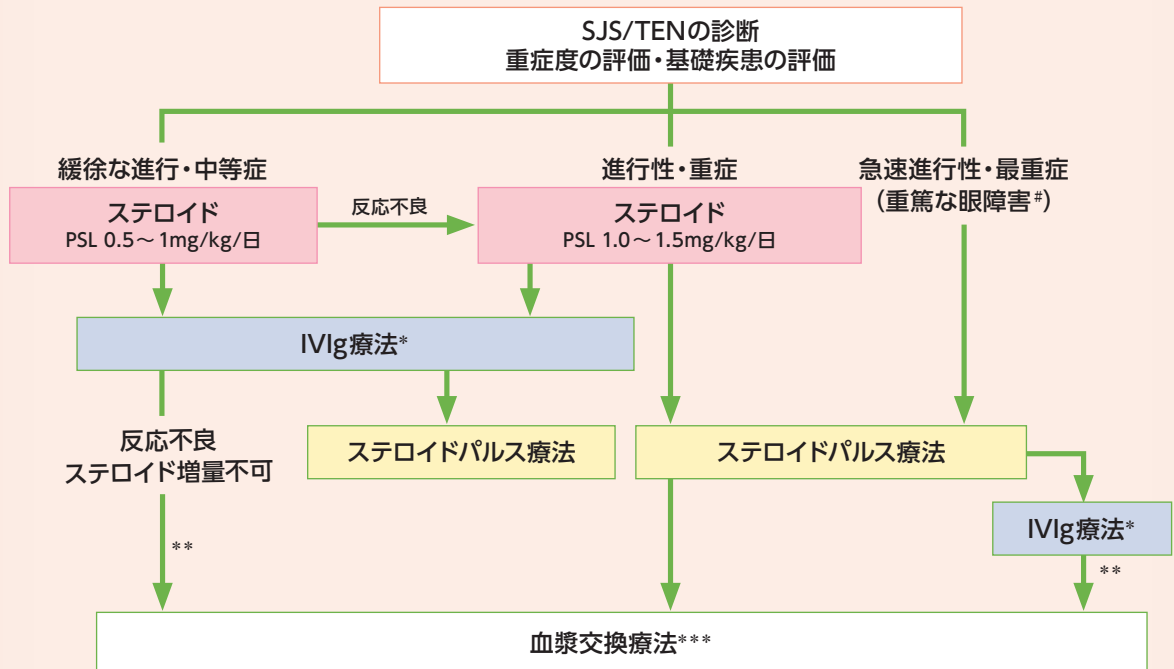 SJS/TENの診断
重症度の評価・基礎疾患の評価
緩徐な進行・中等症
進行性・重症
急速進行性・最重症
(重篤な眼障害#)
ステロイド
PSL 0.5〜1mg/kg/日
反応不良
ステロイド
PSL 1.0〜1.5mg/kg/日
IVIg療法*
反応不良
ステロイド増量不可
ステロイドパルス療法
ステロイドパルス療法
IVIg療法*
**
**
血漿交換療法***